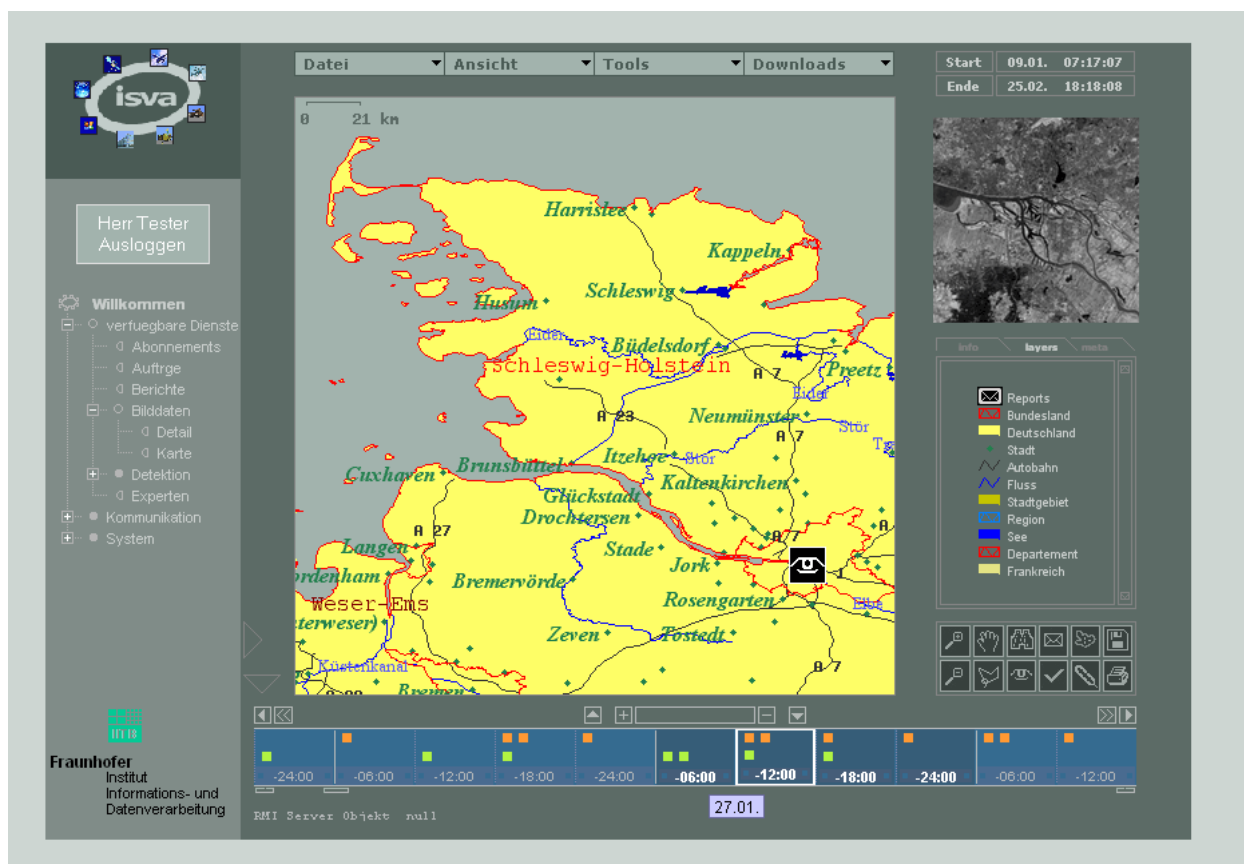 isva
Datei
Ansicht
Tools
Downloads
Start
09.01. 07:17:07
Ende
25.02. 18:18:08
Herr Tester
Ausloggen
Willkommen
verfuegbare Dienste
Abonnements
Auftrge
Berichte
Bilddaten
Detail
Karte
Detektion
Experten
Kommunikation
System
0 21 km
Harrislee
Kappeln
Schleswig
Husum
Eider
Büdelsdorf
Schleswig-Holstein
A 7
Preetz
Eider
A 23
Neumünster
Stör
A 7
Itzehoe
Stör
Brunsbüttel
Cuxhaven
Kaltenkirchen
Glückstadt
Drochtersen
A 27
A 7
Langen
Stade
Jork
ordenham
Bremervörde
Weser-Ems
Rosengarten
Elbe
terweser)
Zeven
Tostedt
Küstenkanal
A 7
Bremen
info
layers
meta
Reports
Bundesland
Deutschland
Stadt
Autobahn
Fluss
Stadtgebiet
Region
See
Departement
Frankreich
IITB
Fraunhofer
Institut
Informations- und
Datenverarbeitung
-24:00 -06:00 -12:00 -18:00 -24:00 -06:00 -12:00 -18:00 -24:00 -06:00 -12:00
27.01.
RMI Server Objekt null